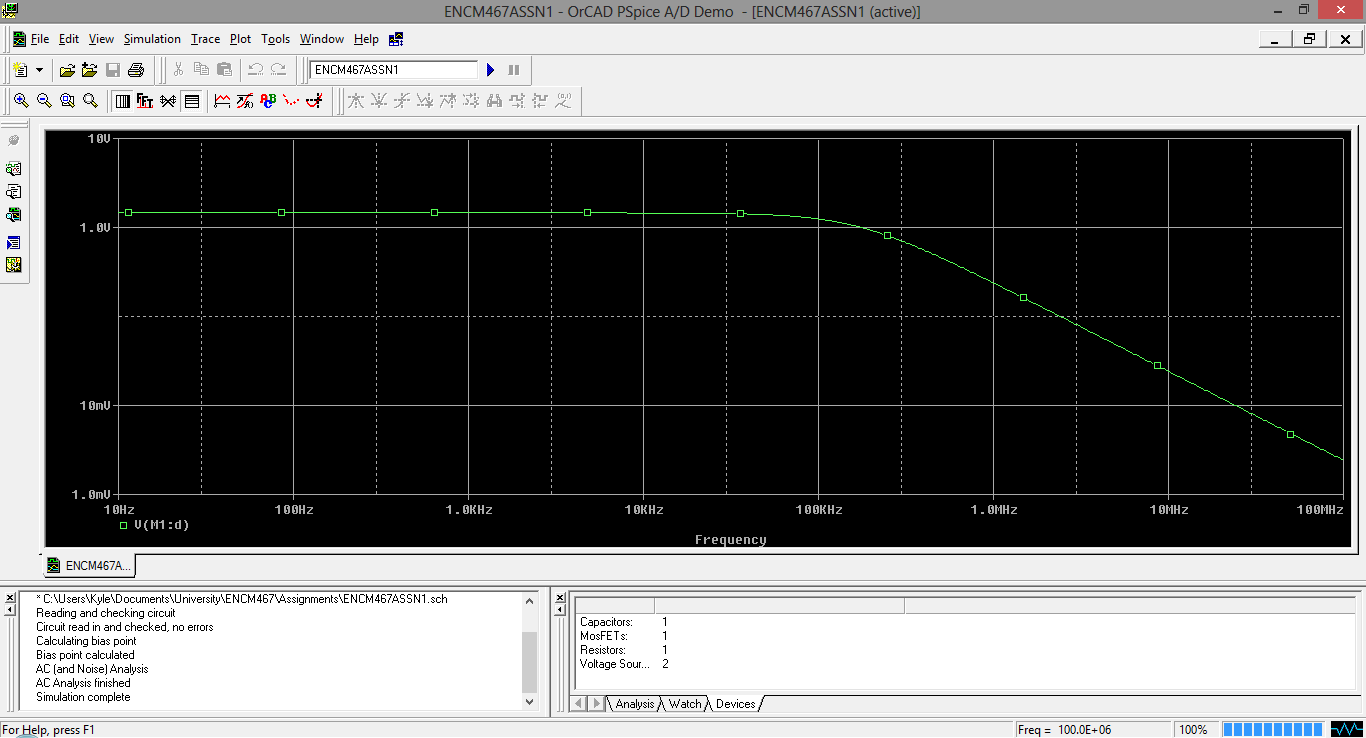 ENCM467ASSN1 - OrCAD PSpice A/D Demo - [ENCM467ASSN1 (active)]
File Edit View Simulation Trace Plot Tools Window Help
ENCM467ASSN1
10V
1.0V
10mV
1.0mV
10Hz 100Hz 1.0KHz 10KHz 100KHz 1.0MHz 10MHz 100MHz
V(M1:d)
Frequency
ENCM467A...
* C:\Users\Kyle\Documents\University\ENCM467\Assignments\ENCM467ASSN1.sch
Reading and checking circuit
Circuit read in and checked, no errors
Calculating bias point
Bias point calculated
AC (and Noise) Analysis
AC Analysis finished
Simulation complete
Capacitors: 1
MosFETs: 1
Resistors: 1
Voltage Sour... 2
Analysis Watch Devices
For Help, press F1
Freq = 100.0E+06 100%